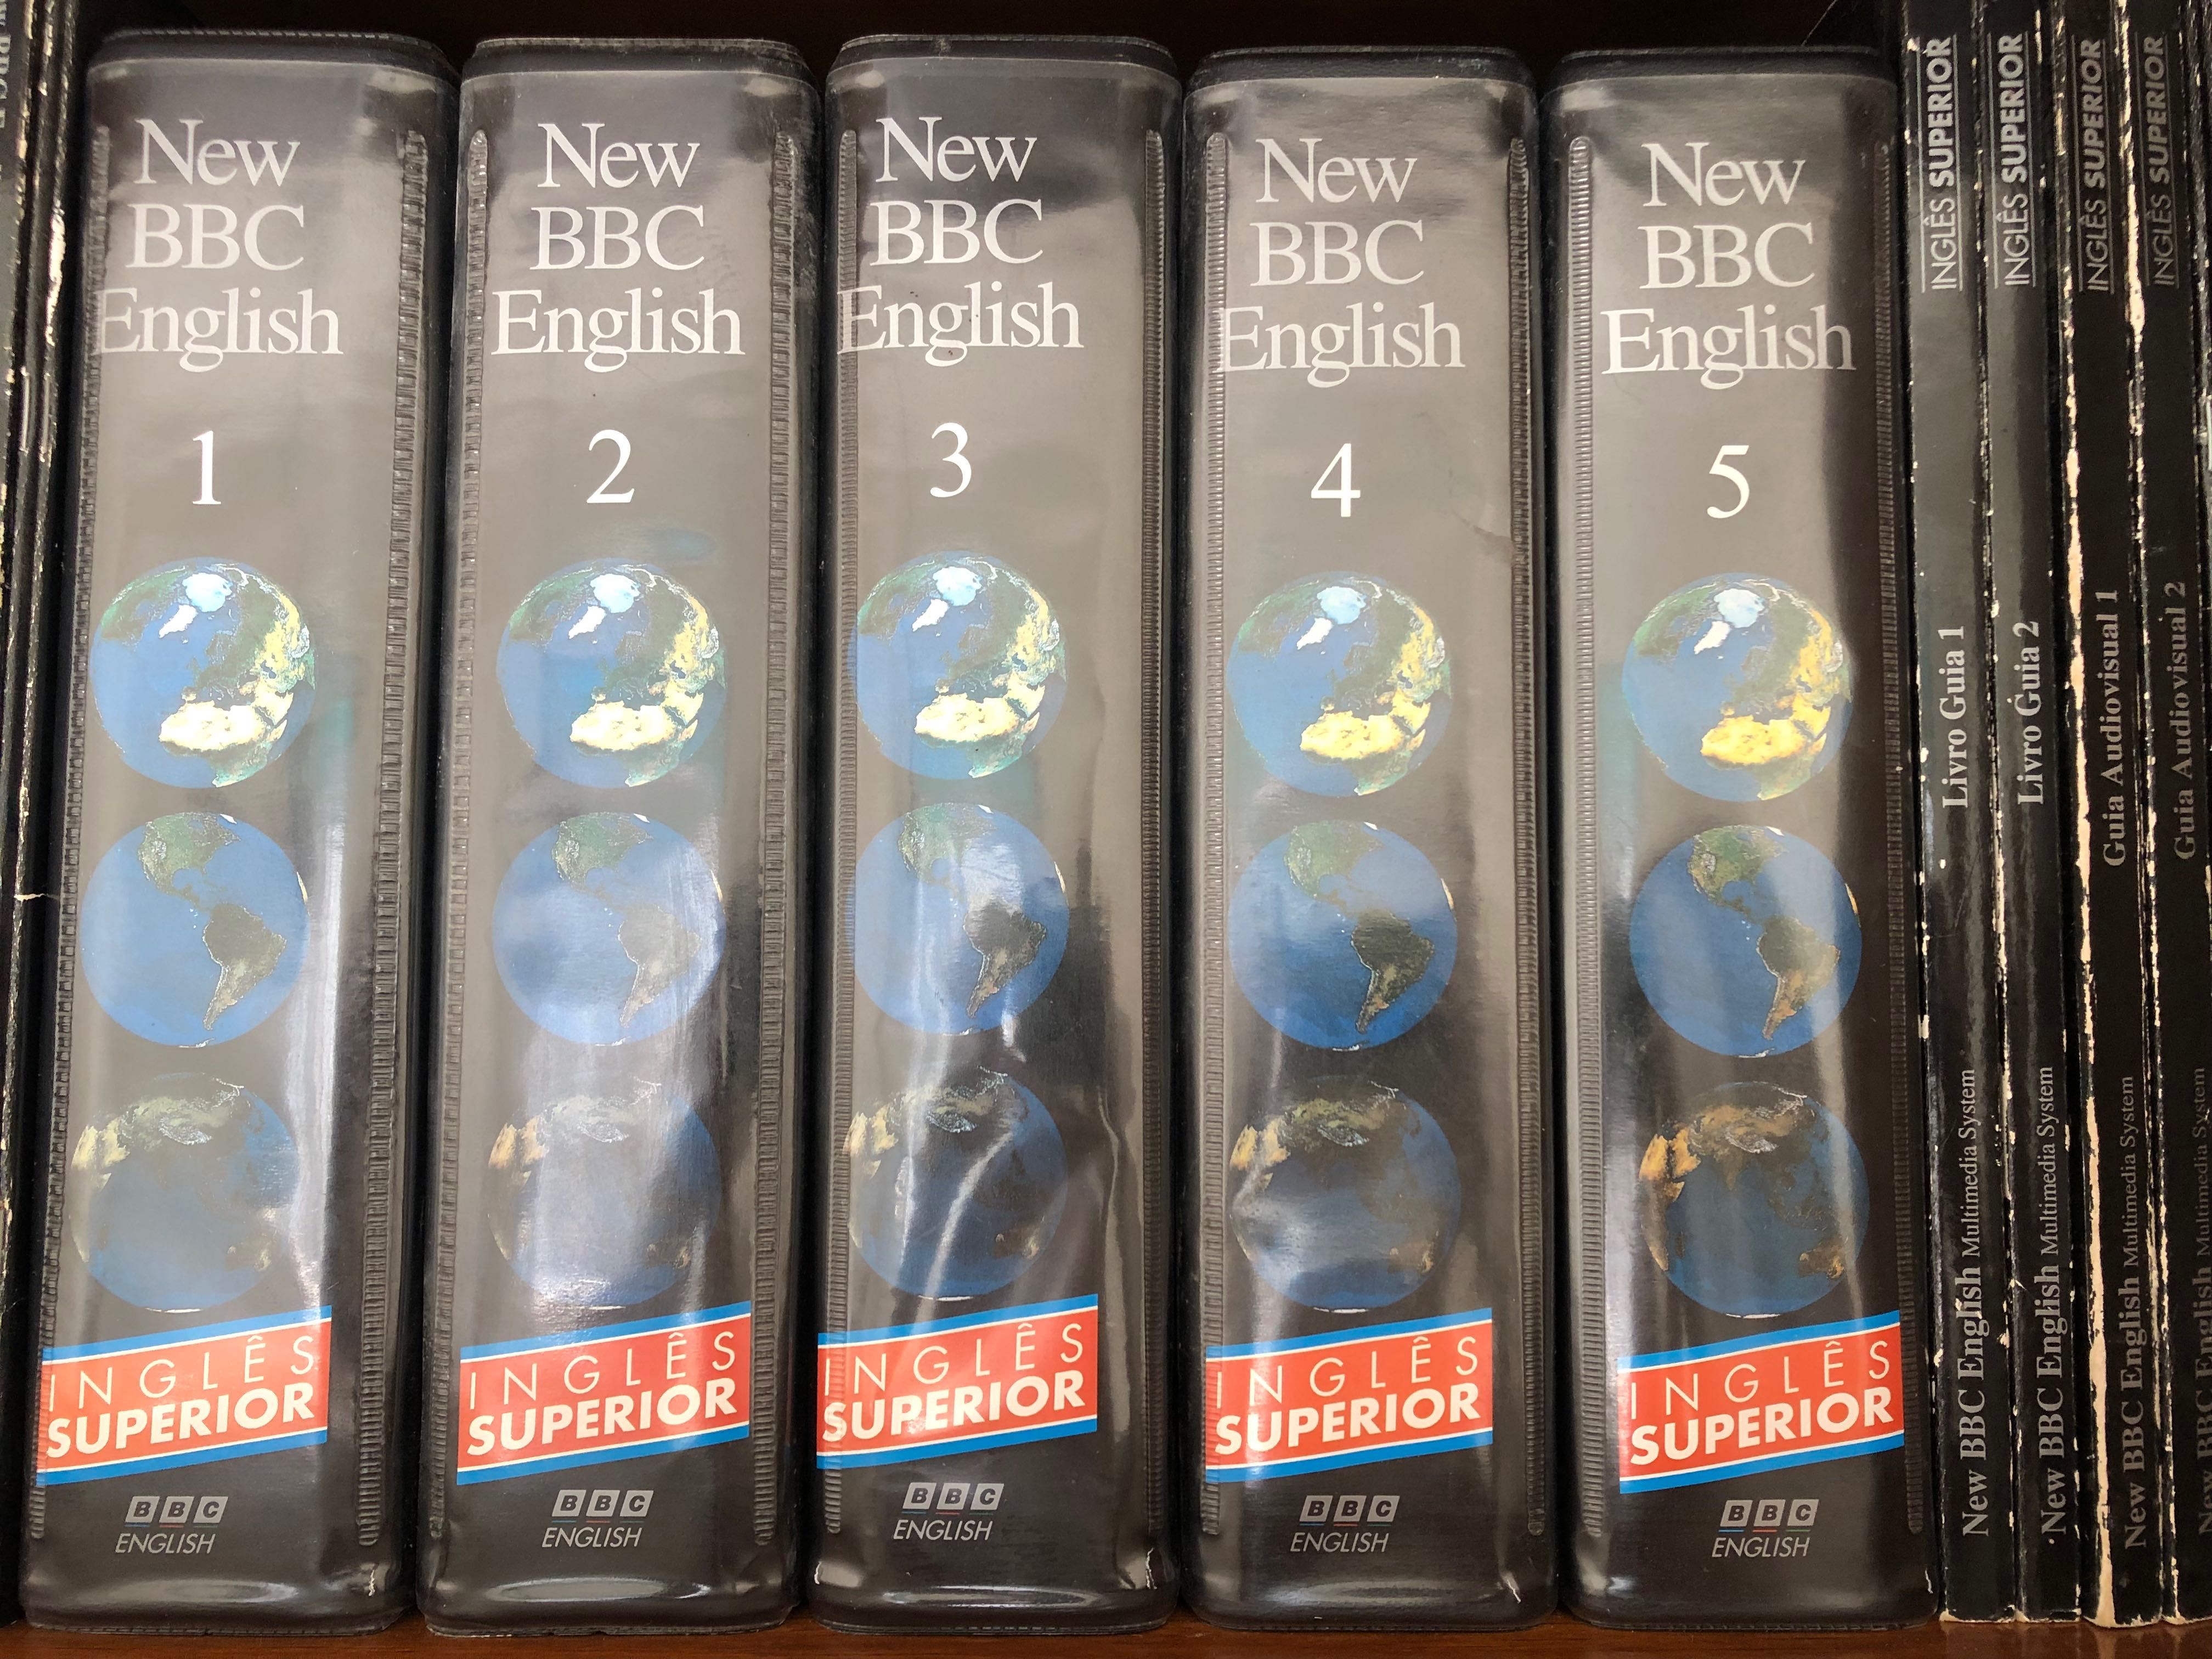 New
BBC
English
1
INGLÊS
SUPERIOR
BBC
ENGLISH
New
BBC
English
2
INGLÊS
SUPERIOR
BBC
ENGLISH
New
BBC
English
3
INGLÊS
SUPERIOR
BBC
ENGLISH
New
BBC
English
4
INGLÊS
SUPERIOR
BBC
ENGLISH
New
BBC
English
5
INGLÊS
SUPERIOR
BBC
ENGLISH
New BBC English Multimedia System Livro Guia 1 INGLÊS SUPERIOR
New BBC English Multimedia System Livro Guia 2 INGLÊS SUPERIOR
New BBC English Multimedia System Guia Audiovisual 1 INGLÊS SUPERIOR
New BBC English Multimedia System Guia Audiovisual 2 INGLÊS SUPERIOR